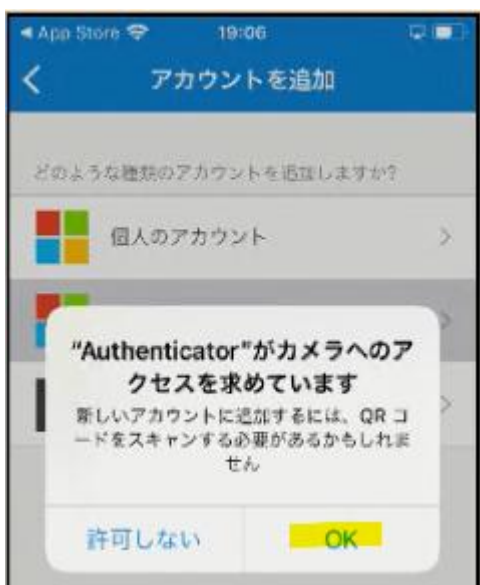 App Store 19:06
アカウントを追加
どのような種類のアカウントを追加しますか?
個人のアカウント
"Authenticator"がカメラへのア
クセスを求めています
新しいアカウントに追加するには、QR コ
ードをスキャンする必要があるかもしれま
せん
許可しない OK